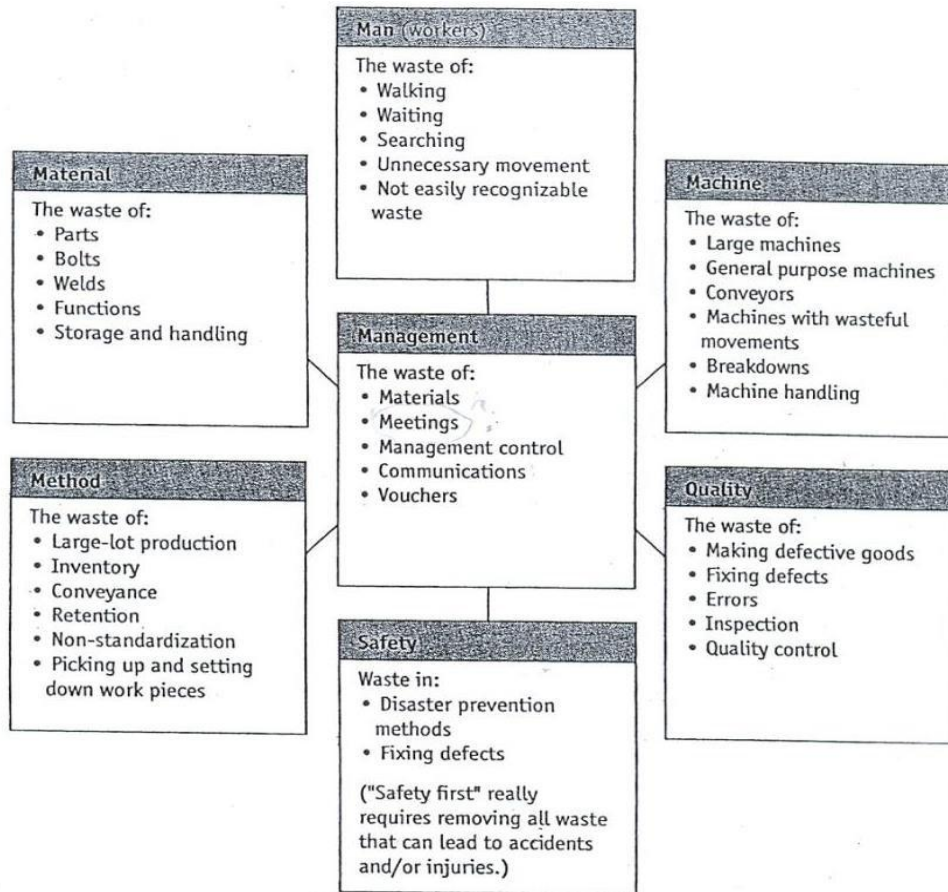 Man (workers)
The waste of:
• Walking
• Waiting
• Searching
• Unnecessary movement
• Not easily recognizable
waste
Material
The waste of:
• Parts
• Bolts
• Welds
• Functions
• Storage and handling
Machine
The waste of:
• Large machines
• General purpose machines
• Conveyors
• Machines with wasteful
movements
• Breakdowns
• Machine handling
Management
The waste of:
• Materials
• Meetings
• Management control
• Communications
• Vouchers
Method
The waste of:
• Large-lot production
• Inventory
• Conveyance
• Retention
• Non-standardization
• Picking up and setting
down work pieces
Quality
The waste of:
• Making defective goods
• Fixing defects
• Errors
• Inspection
• Quality control
Safety
Waste in:
• Disaster prevention
methods
• Fixing defects
("Safety first" really
requires removing all waste
that can lead to accidents
and/or injuries.)